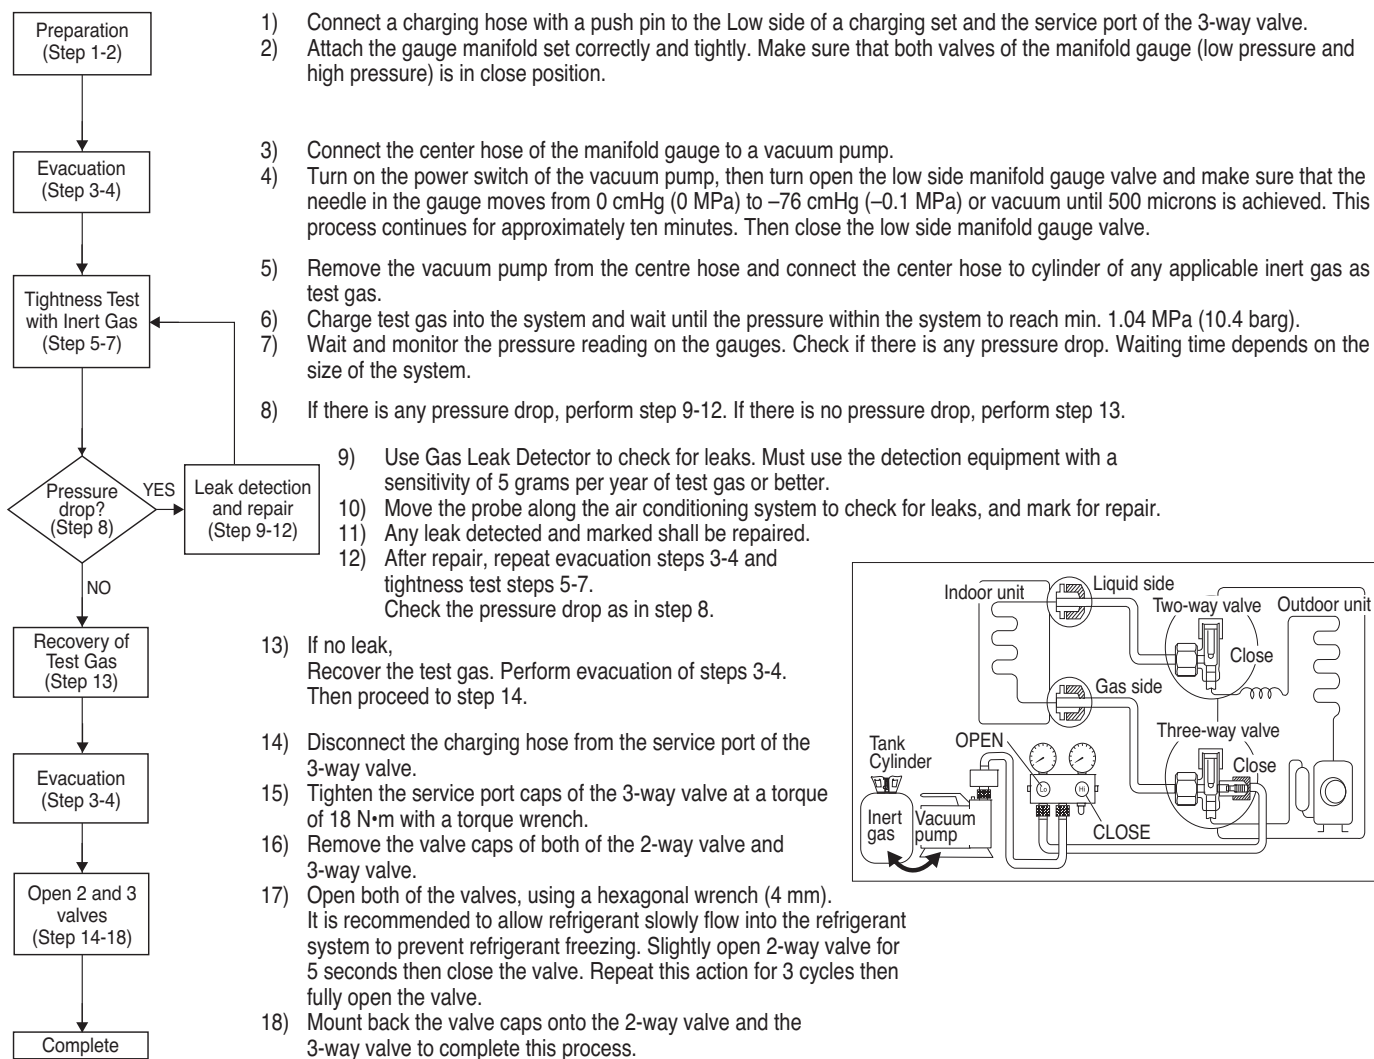 Preparation
(Step 1-2)
1) Connect a charging hose with a push pin to the Low side of a charging set and the service port of the 3-way valve.
2) Attach the gauge manifold set correctly and tightly. Make sure that both valves of the manifold gauge (low pressure and
high pressure) is in close position.
Evacuation
(Step 3-4)
3) Connect the center hose of the manifold gauge to a vacuum pump.
4) Turn on the power switch of the vacuum pump, then turn open the low side manifold gauge valve and make sure that the
needle in the gauge moves from 0 cmHg (0 MPa) to –76 cmHg (–0.1 MPa) or vacuum until 500 microns is achieved. This
process continues for approximately ten minutes. Then close the low side manifold gauge valve.
Tightness Test
with Inert Gas
(Step 5-7)
5) Remove the vacuum pump from the centre hose and connect the center hose to cylinder of any applicable inert gas as
test gas.
6) Charge test gas into the system and wait until the pressure within the system to reach min. 1.04 MPa (10.4 barg).
7) Wait and monitor the pressure reading on the gauges. Check if there is any pressure drop. Waiting time depends on the
size of the system.
8) If there is any pressure drop, perform step 9-12. If there is no pressure drop, perform step 13.
Pressure
drop?
(Step 8)
YES
NO
Leak detection
and repair
(Step 9-12)
9) Use Gas Leak Detector to check for leaks. Must use the detection equipment with a
sensitivity of 5 grams per year of test gas or better.
10) Move the probe along the air conditioning system to check for leaks, and mark for repair.
11) Any leak detected and marked shall be repaired.
12) After repair, repeat evacuation steps 3-4 and
tightness test steps 5-7.
Check the pressure drop as in step 8.
Recovery of
Test Gas
(Step 13)
13) If no leak,
Recover the test gas. Perform evacuation of steps 3-4.
Then proceed to step 14.
Evacuation
(Step 3-4)
Open 2 and 3
valves
(Step 14-18)
14) Disconnect the charging hose from the service port of the
3-way valve.
15) Tighten the service port caps of the 3-way valve at a torque
of 18 N•m with a torque wrench.
16) Remove the valve caps of both of the 2-way valve and
3-way valve.
17) Open both of the valves, using a hexagonal wrench (4 mm).
It is recommended to allow refrigerant slowly flow into the refrigerant
system to prevent refrigerant freezing. Slightly open 2-way valve for
5 seconds then close the valve. Repeat this action for 3 cycles then
fully open the valve.
18) Mount back the valve caps onto the 2-way valve and the
3-way valve to complete this process.
Complete
Indoor unit
Liquid side
Two-way valve
Outdoor unit
Close
Gas side
Three-way valve
Close
Tank
Cylinder
OPEN
Lo
Hi
Inert
gas
Vacuum
pump
CLOSE